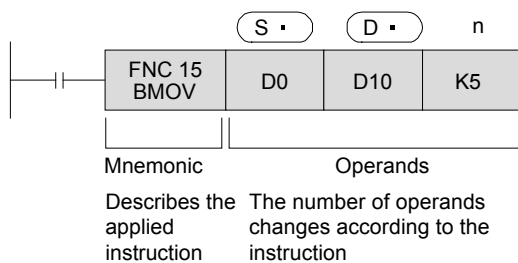 S · D · n
FNC 15
BMOV
D0 D10 K5
Mnemonic Operands
Describes the
applied
instruction
The number of operands
changes according to the
instruction